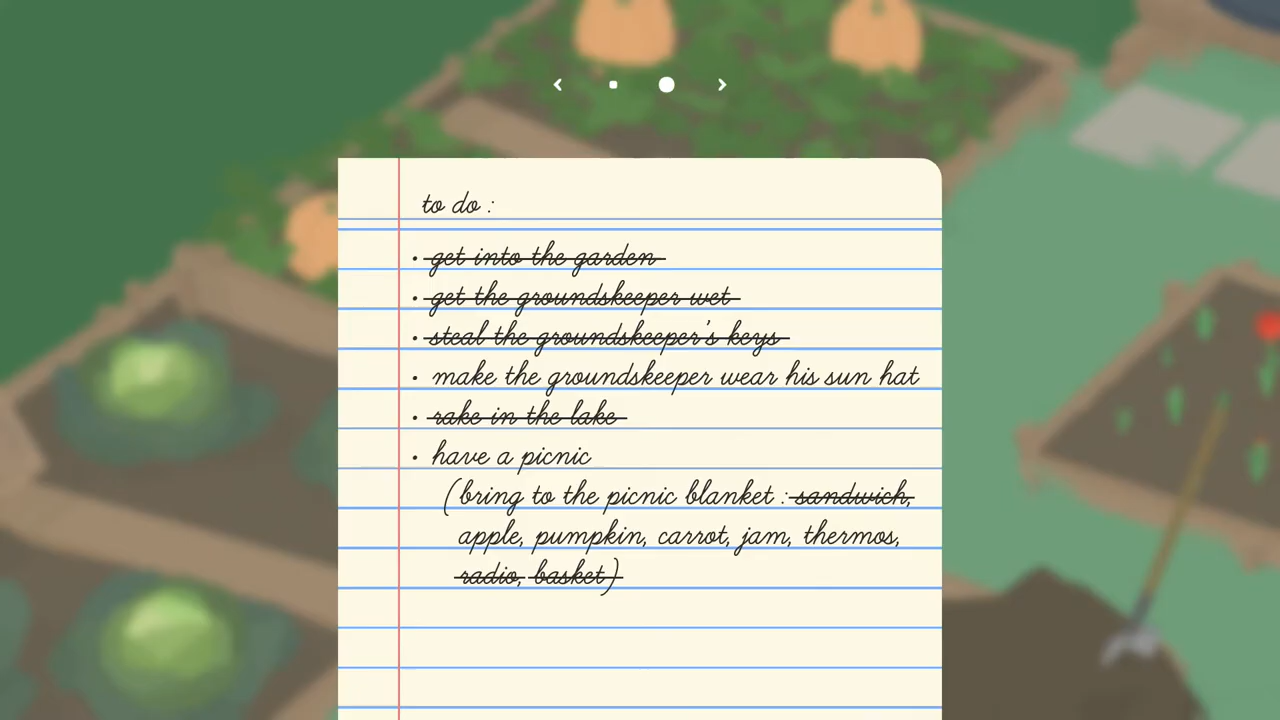 to do :
• get into the garden
• get the groundskeeper wet
• steal the groundskeeper's keys
• make the groundskeeper wear his sun hat
• rake in the lake
• have a picnic
(bring to the picnic blanket : sandwich,
apple, pumpkin, carrot, jam, thermos,
radio, basket)